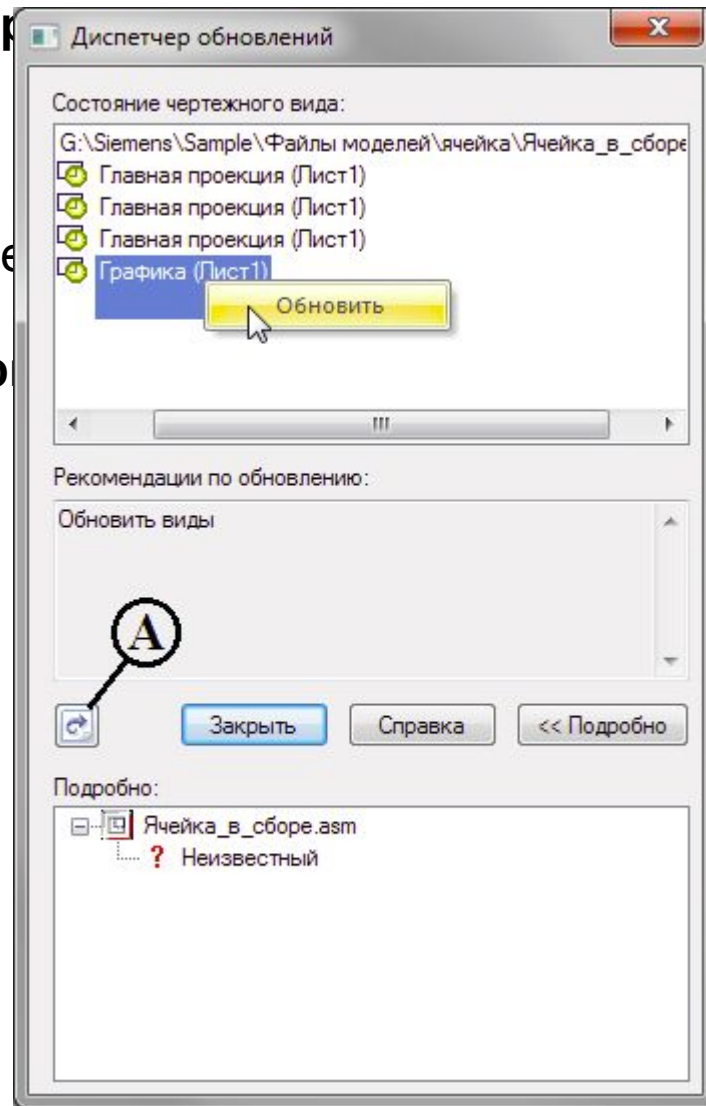 Диспетчер обновлений
Состояние чертежного вида:
G:\Siemens\Sample\Файлы моделей\ячейка\Ячейка_в_сборе
Главная проекция (Лист1)
Главная проекция (Лист1)
Главная проекция (Лист1)
Графика (Лист1)
Обновить
Рекомендации по обновлению:
Обновить виды
A
Закрыть
Справка
<< Подробно
Подробно:
Ячейка_в_сборе.asm
? Неизвестный